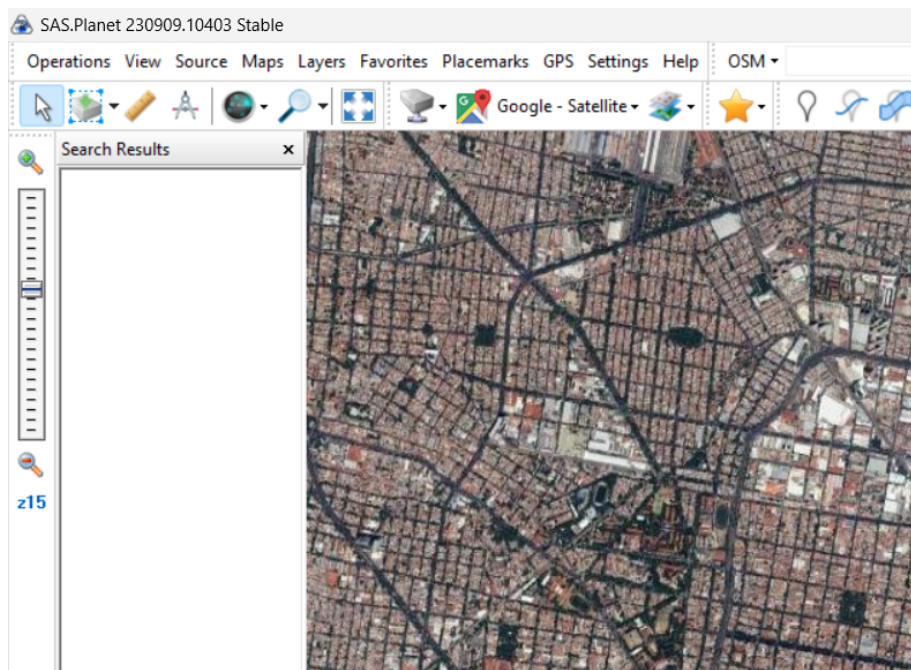 SAS.Planet 230909.10403 Stable
Operations View Source Maps Layers Favorites Placemarks GPS Settings Help OSM
Google - Satellite
Search Results
z15